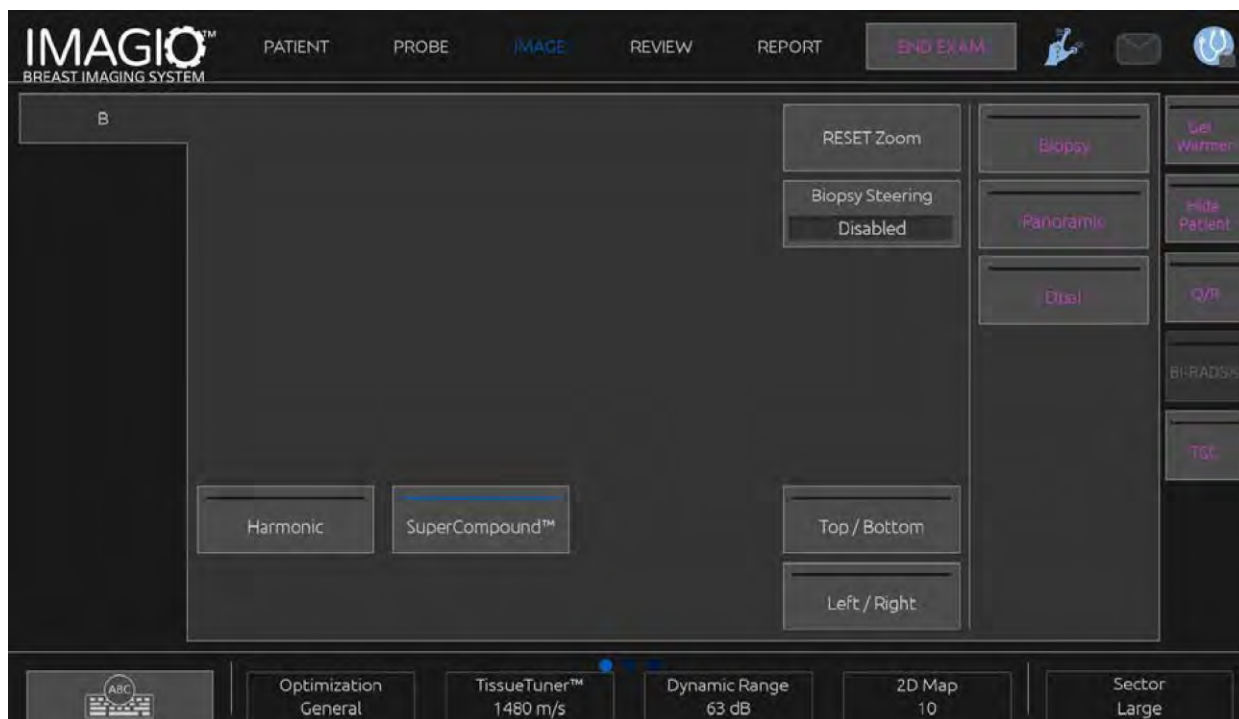 IMAGIO™
BREAST IMAGING SYSTEM
PATIENT
PROBE
IMAGE
REVIEW
REPORT
END EXAM
B
RESET Zoom
Biopsy Steering
Disabled
Biopsy
Panoramic
Dual
Gel
Warmer
Hide
Patient
Q/R
TGC
Harmonic
SuperCompound™
Top / Bottom
Left / Right
ABC
Optimization
General
TissueTuner™
1480 m/s
Dynamic Range
63 dB
2D Map
10
Sector
Large